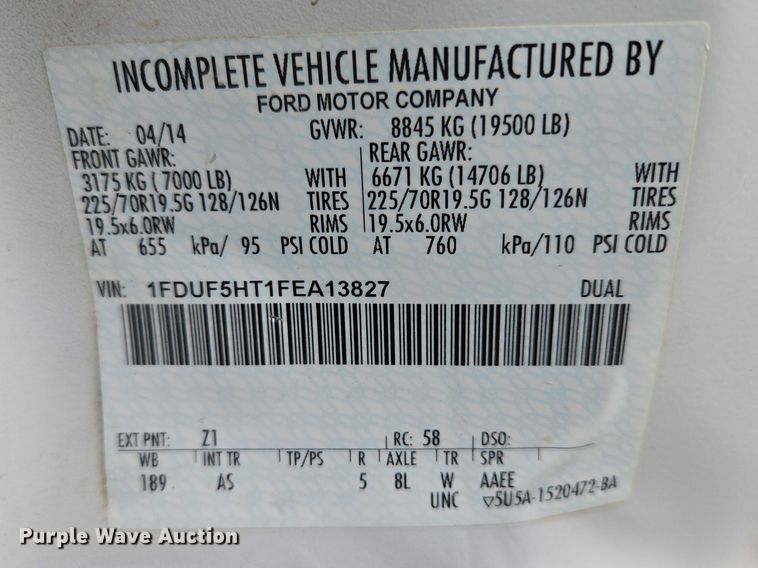 INCOMPLETE VEHICLE MANUFACTURED BY
FORD MOTOR COMPANY
DATE: 04/14 GVWR: 8845 KG (19500 LB)
FRONT GAWR: REAR GAWR:
3175 KG ( 7000 LB) WITH 6671 KG (14706 LB) WITH
225/70R19.5G 128/126N TIRES 225/70R19.5G 128/126N TIRES
19.5x6.0RW RIMS 19.5x6.0RW RIMS
AT 655 kPa/ 95 PSI COLD AT 760 kPa/110 PSI COLD
VIN: 1FDUF5HT1FEA13827 DUAL
EXT PNT: Z1 RC: 58 DSO:
WB INT TR TP/PS R AXLE TR SPR
189 AS 5 8L W AAEE
UNC ▽5U5A-1520472-BA
Purple Wave Auction